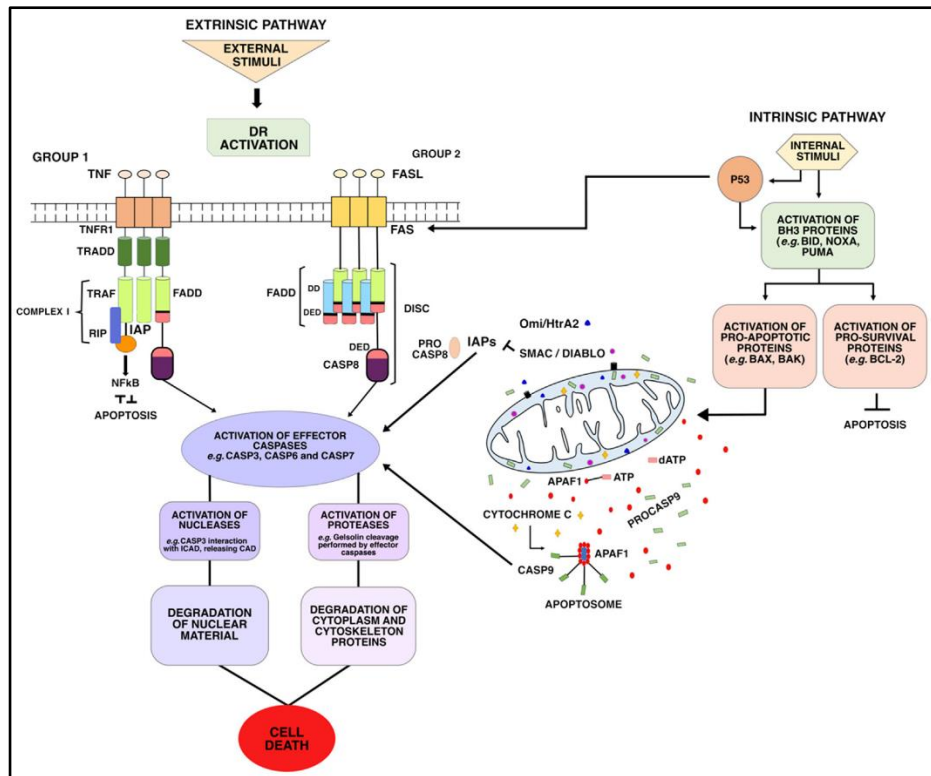 EXTRINSIC PATHWAY
EXTERNAL
STIMULI
DR
ACTIVATION
GROUP 1
TNF
GROUP 2
FASL
TNFR1
FAS
TRADD
TRAF
FADD
COMPLEX I
RIP
IAP
NFkB
APOPTOSIS
FADD
DD
DED
DISC
DED
CASP8
PRO
CASP8
IAPs
Omi/HtrA2
SMAC / DIABLO
INTRINSIC PATHWAY
INTERNAL
STIMULI
P53
ACTIVATION OF
BH3 PROTEINS
(e.g. BID, NOXA,
PUMA
ACTIVATION OF
PRO-APOPTOTIC
PROTEINS
(e.g. BAX, BAK)
ACTIVATION OF
PRO-SURVIVAL
PROTEINS
(e.g. BCL-2)
APOPTOSIS
dATP
APAF1
ATP
PROCASP9
CYTOCHROME C
APAF1
CASP9
APOPTOSOME
ACTIVATION OF EFFECTOR
CASPASES
e.g. CASP3, CASP6 and CASP7
ACTIVATION OF
NUCLEASES
e.g. CASP3 interaction
with ICAD, releasing CAD
ACTIVATION OF
PROTEASES
e.g. Gelsolin cleavage
performed by effector
caspases
DEGRADATION
OF NUCLEAR
MATERIAL
DEGRADATION OF
CYTOPLASM AND
CYTOSKELETON
PROTEINS
CELL
DEATH